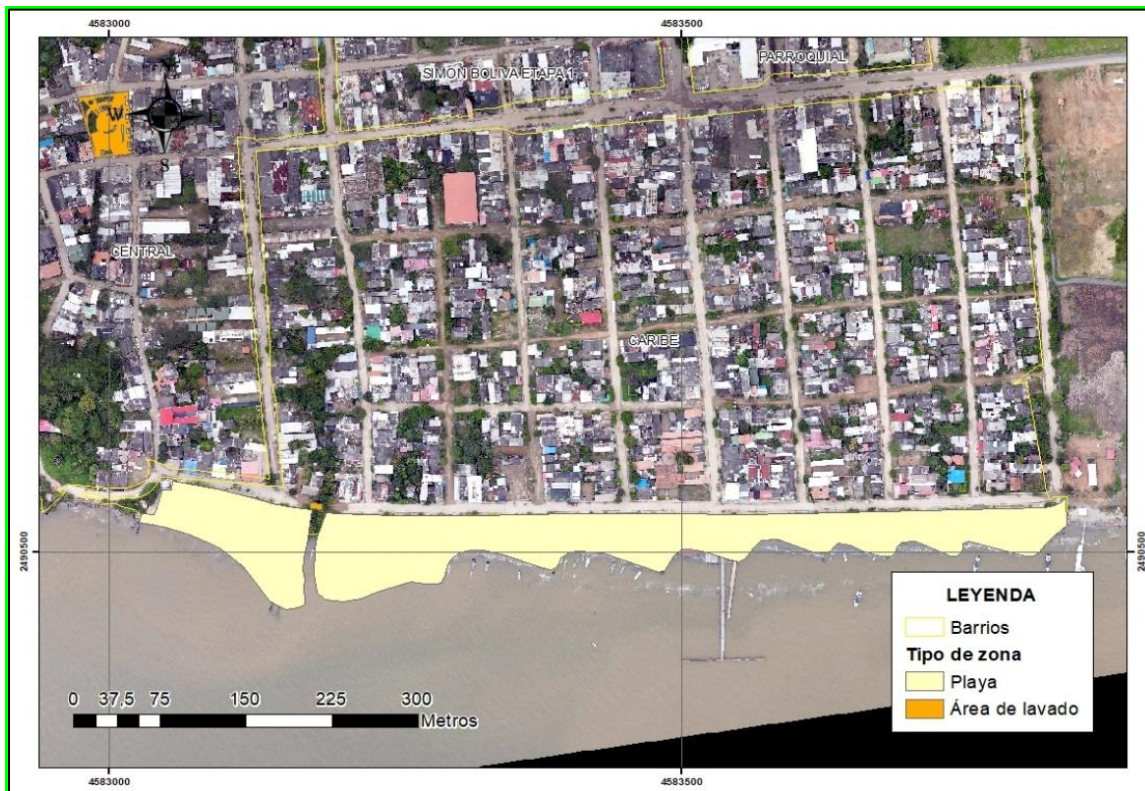 4583000 4583500
SIMON BOLIVA ETAPA 1
PARROQUIAL
W
S
CENTRAL
CARIBE
2490500 2490500
LEYENDA
Barrios
Tipo de zona
Playa
Área de lavado
0 37,5 75 150 225 300
Metros
4583000 4583500